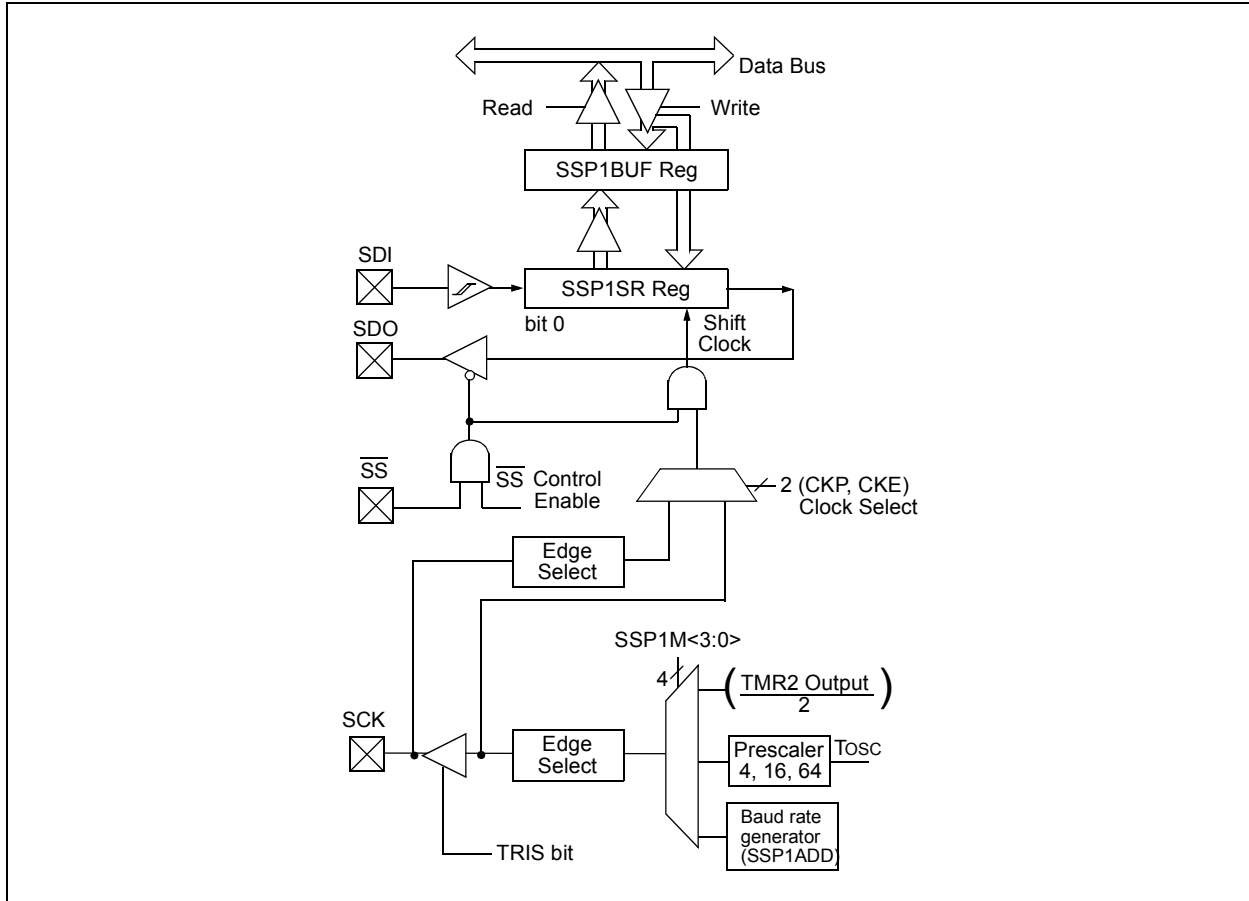 Data Bus
Read
Write
SSP1BUF Reg
SDI
SSP1SR Reg
bit 0
Shift
Clock
SDO
SS
SS Control
Enable
2 (CKP, CKE)
Clock Select
Edge
Select
SSP1M<3:0>
4
(TMR2 Output)
2
SCK
Edge
Select
Prescaler
4, 16, 64
TOSC
Baud rate
generator
(SSP1ADD)
TRIS bit